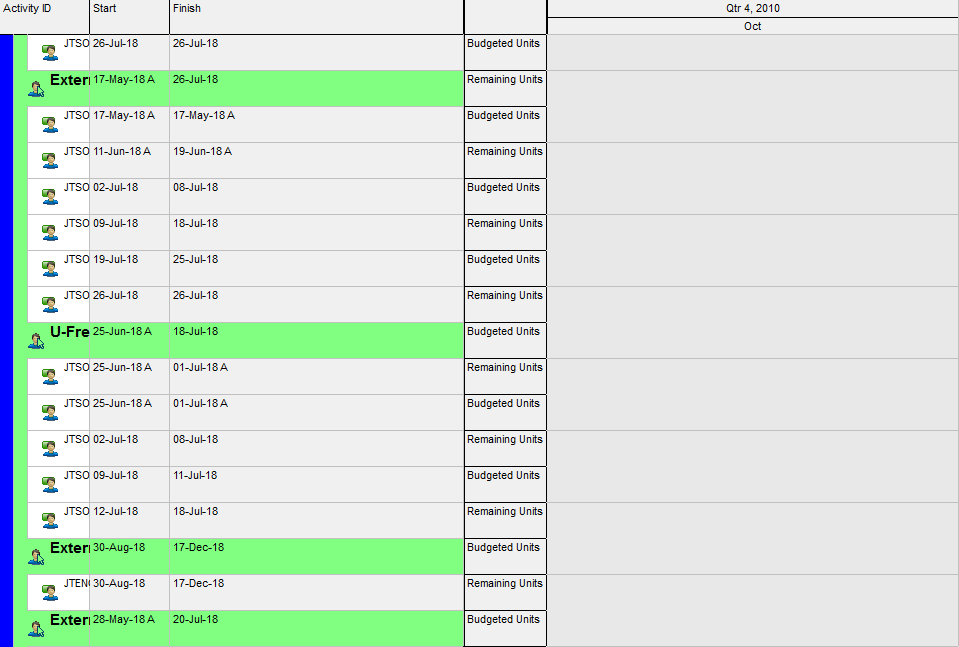 Activity ID Start Finish Qtr 4, 2010
Oct
JTSO 26-Jul-18 26-Jul-18 Budgeted Units
Exter 17-May-18 A 26-Jul-18 Remaining Units
JTSO 17-May-18 A 17-May-18 A Budgeted Units
JTSO 11-Jun-18 A 19-Jun-18 A Remaining Units
JTSO 02-Jul-18 08-Jul-18 Budgeted Units
JTSO 09-Jul-18 18-Jul-18 Remaining Units
JTSO 19-Jul-18 25-Jul-18 Budgeted Units
JTSO 26-Jul-18 26-Jul-18 Remaining Units
U-Fre 25-Jun-18 A 18-Jul-18 Budgeted Units
JTSO 25-Jun-18 A 01-Jul-18 A Remaining Units
JTSO 25-Jun-18 A 01-Jul-18 A Budgeted Units
JTSO 02-Jul-18 08-Jul-18 Remaining Units
JTSO 09-Jul-18 11-Jul-18 Budgeted Units
JTSO 12-Jul-18 18-Jul-18 Remaining Units
Exter 30-Aug-18 17-Dec-18 Budgeted Units
JTEN 30-Aug-18 17-Dec-18 Remaining Units
Exter 28-May-18 A 20-Jul-18 Budgeted Units